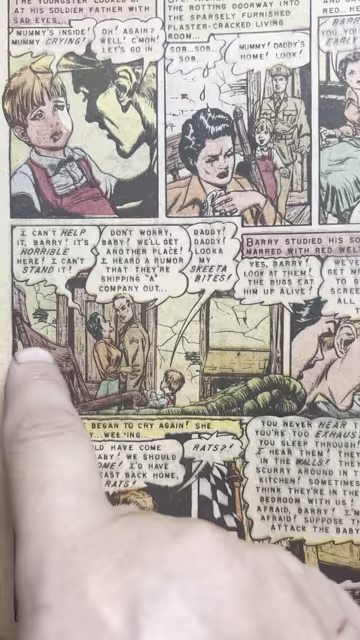 THE YOUNGSTER LOOKED UP
AT HIS SOLDIER FATHER WITH
SAD EYES...
MUMMY'S INSIDE!
MUMMY CRYING!
OH! AGAIN?
WELL! C'MON!
LET'S GO IN.
THE ROTTING DOORWAY INTO
THE SPARSELY FURNISHED
PLASTER-CRACKED LIVING
ROOM...
SOB...SOB...
SOB...
MUMMY! DADDY'S
HOME! LOOK!
I CAN'T HELP
IT, BARRY! IT'S
HORRIBLE
HERE! I CAN'T
STAND IT!
DON'T WORRY,
BABY! WE'LL GET
ANOTHER PLACE!
I HEARD A RUMOR
THAT THEY'RE
SHIPPING "A"
COMPANY OUT...
DADDY!
DADDY!
LOOKA
MY
SKEETA
BITES!
BARRY STUDIED HIS
MARRED WITH RED
YES, BARRY!
LOOK AT THEM!
THE BUGS EAT
HIM UP ALIVE!
WE'VE
GET
TO
ALL
BEGAN TO CRY AGAIN! SHE
HAVE COME
WE SHOULD
I'D HAVE
BACK HOME,
RATS!
RATS?!
YOU NEVER HEAR
YOU'RE TOO
YOU SLEEP THROUGH
I HEAR THEM! THEY
IN THE WALLS! THEY
SCURRY AROUND IN
KITCHEN! SOMETIMES
THINK THEY'RE IN THE
BEDROOM WITH US!
AFRAID, BARRY! I'M
AFRAID! SUPPOSE
ATTACK THE